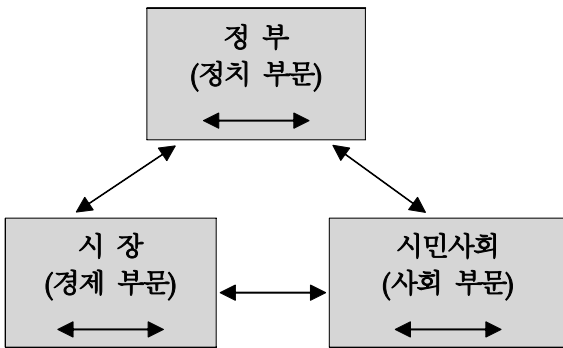 정 부
(정치 부문)
시 장
(경제 부문)
시민사회
(사회 부문)